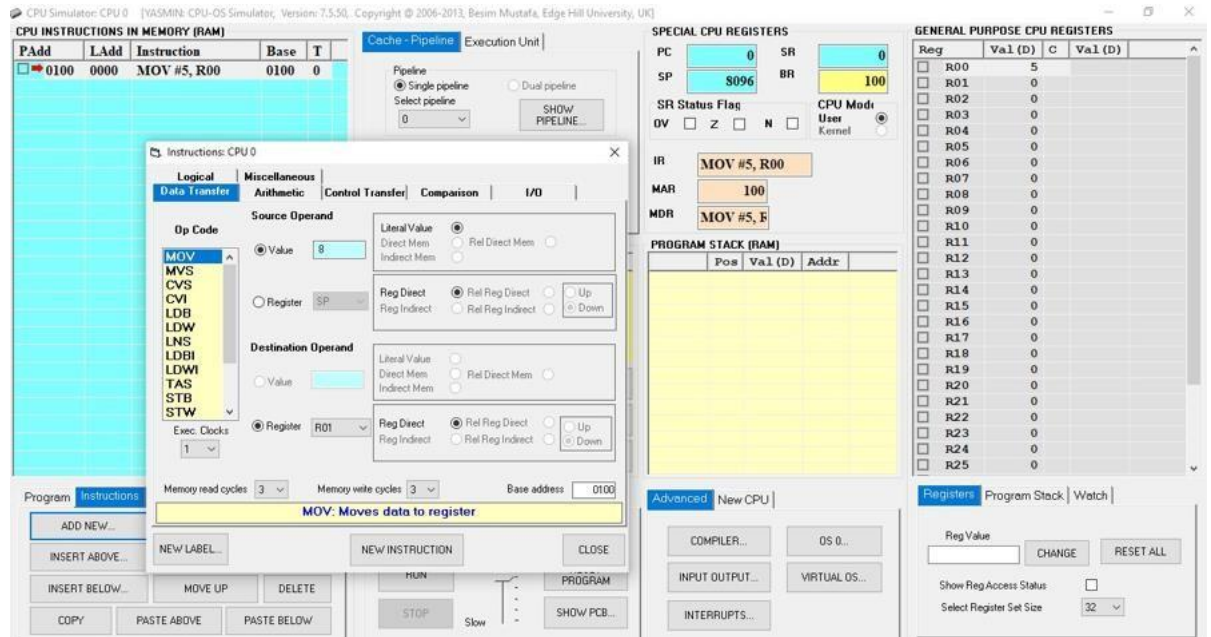 CPU Simulator: CPU 0 [YASMIN: CPU-OS Simulator, Version: 7.5.50, Copyright @ 2006-2013, Besim Mustafa, Edge Hill University, UK]
CPU INSTRUCTIONS IN MEMORY (RAM)
PAdd LAdd Instruction Base T
0100 0000 MOV #5, R00 0100 0
Cache - Pipeline Execution Unit
Pipeline
Single pipeline Dual pipeline
Select pipeline
0
SHOW
PIPELINE...
SPECIAL CPU REGISTERS
PC 0 SR 0
SP 8096 BR 100
SR Status Flag CPU Mode
OV Z N User
Kernel
IR MOV #5, R00
MAR 100
MDR MOV #5, F
PROGRAM STACK (RAM)
Pos Val (D) Addr
GENERAL PURPOSE CPU REGISTERS
Reg Val (D) C Val (D)
R00 5
R01 0
R02 0
R03 0
R04 0
R05 0
R06 0
R07 0
R08 0
R09 0
R10 0
R11 0
R12 0
R13 0
R14 0
R15 0
R16 0
R17 0
R18 0
R19 0
R20 0
R21 0
R22 0
R23 0
R24 0
R25 0
Instructions: CPU 0
Logical Miscellaneous
Data Transfer Arithmetic Control Transfer Comparison I/O
Op Code
MOV
MVS
CVS
CVI
LDB
LDW
LNS
LDBI
LDWI
TAS
STB
STW
Exec. Clocks
1
Source Operand
Value 8
Literal Value
Direct Mem Rel Direct Mem
Indirect Mem
Register SP
Reg Direct Rel Reg Direct Up
Reg Indirect Rel Reg Indirect Down
Destination Operand
Value
Literal Value
Direct Mem Rel Direct Mem
Indirect Mem
Register R01
Reg Direct Rel Reg Direct Up
Reg Indirect Rel Reg Indirect Down
Memory read cycles 3 Memory write cycles 3 Base address 0100
MOV: Moves data to register
NEW LABEL... NEW INSTRUCTION CLOSE
Program Instructions
ADD NEW...
INSERT ABOVE...
INSERT BELOW... MOVE UP DELETE
COPY PASTE ABOVE PASTE BELOW
RUN
STOP
Slow
PROGRAM
SHOW PCB...
Advanced New CPU
COMPILER... OS 0...
INPUT OUTPUT... VIRTUAL OS...
INTERRUPTS...
Registers Program Stack Watch
Reg Value
CHANGE RESET ALL
Show Reg Access Status
Select Register Set Size 32